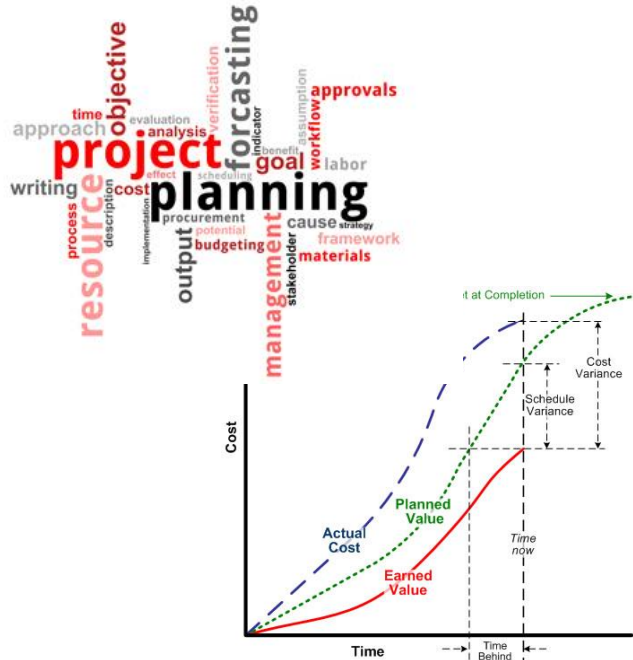 objective
verification
forcasting
indicator
assumption
workflow
approvals
time
evaluation
approach
analysis
benefit
project
goal
labor
effect
scheduling
writing
cost
planning
process
resource
description
implementation
procurement
potential
budgeting
output
management
stakeholder
cause
strategy
framework
materials
t at Completion
Cost
Variance
Schedule
Variance
Cost
Planned
Value
Actual
Cost
Time
now
Earned
Value
Time
Time
Behind